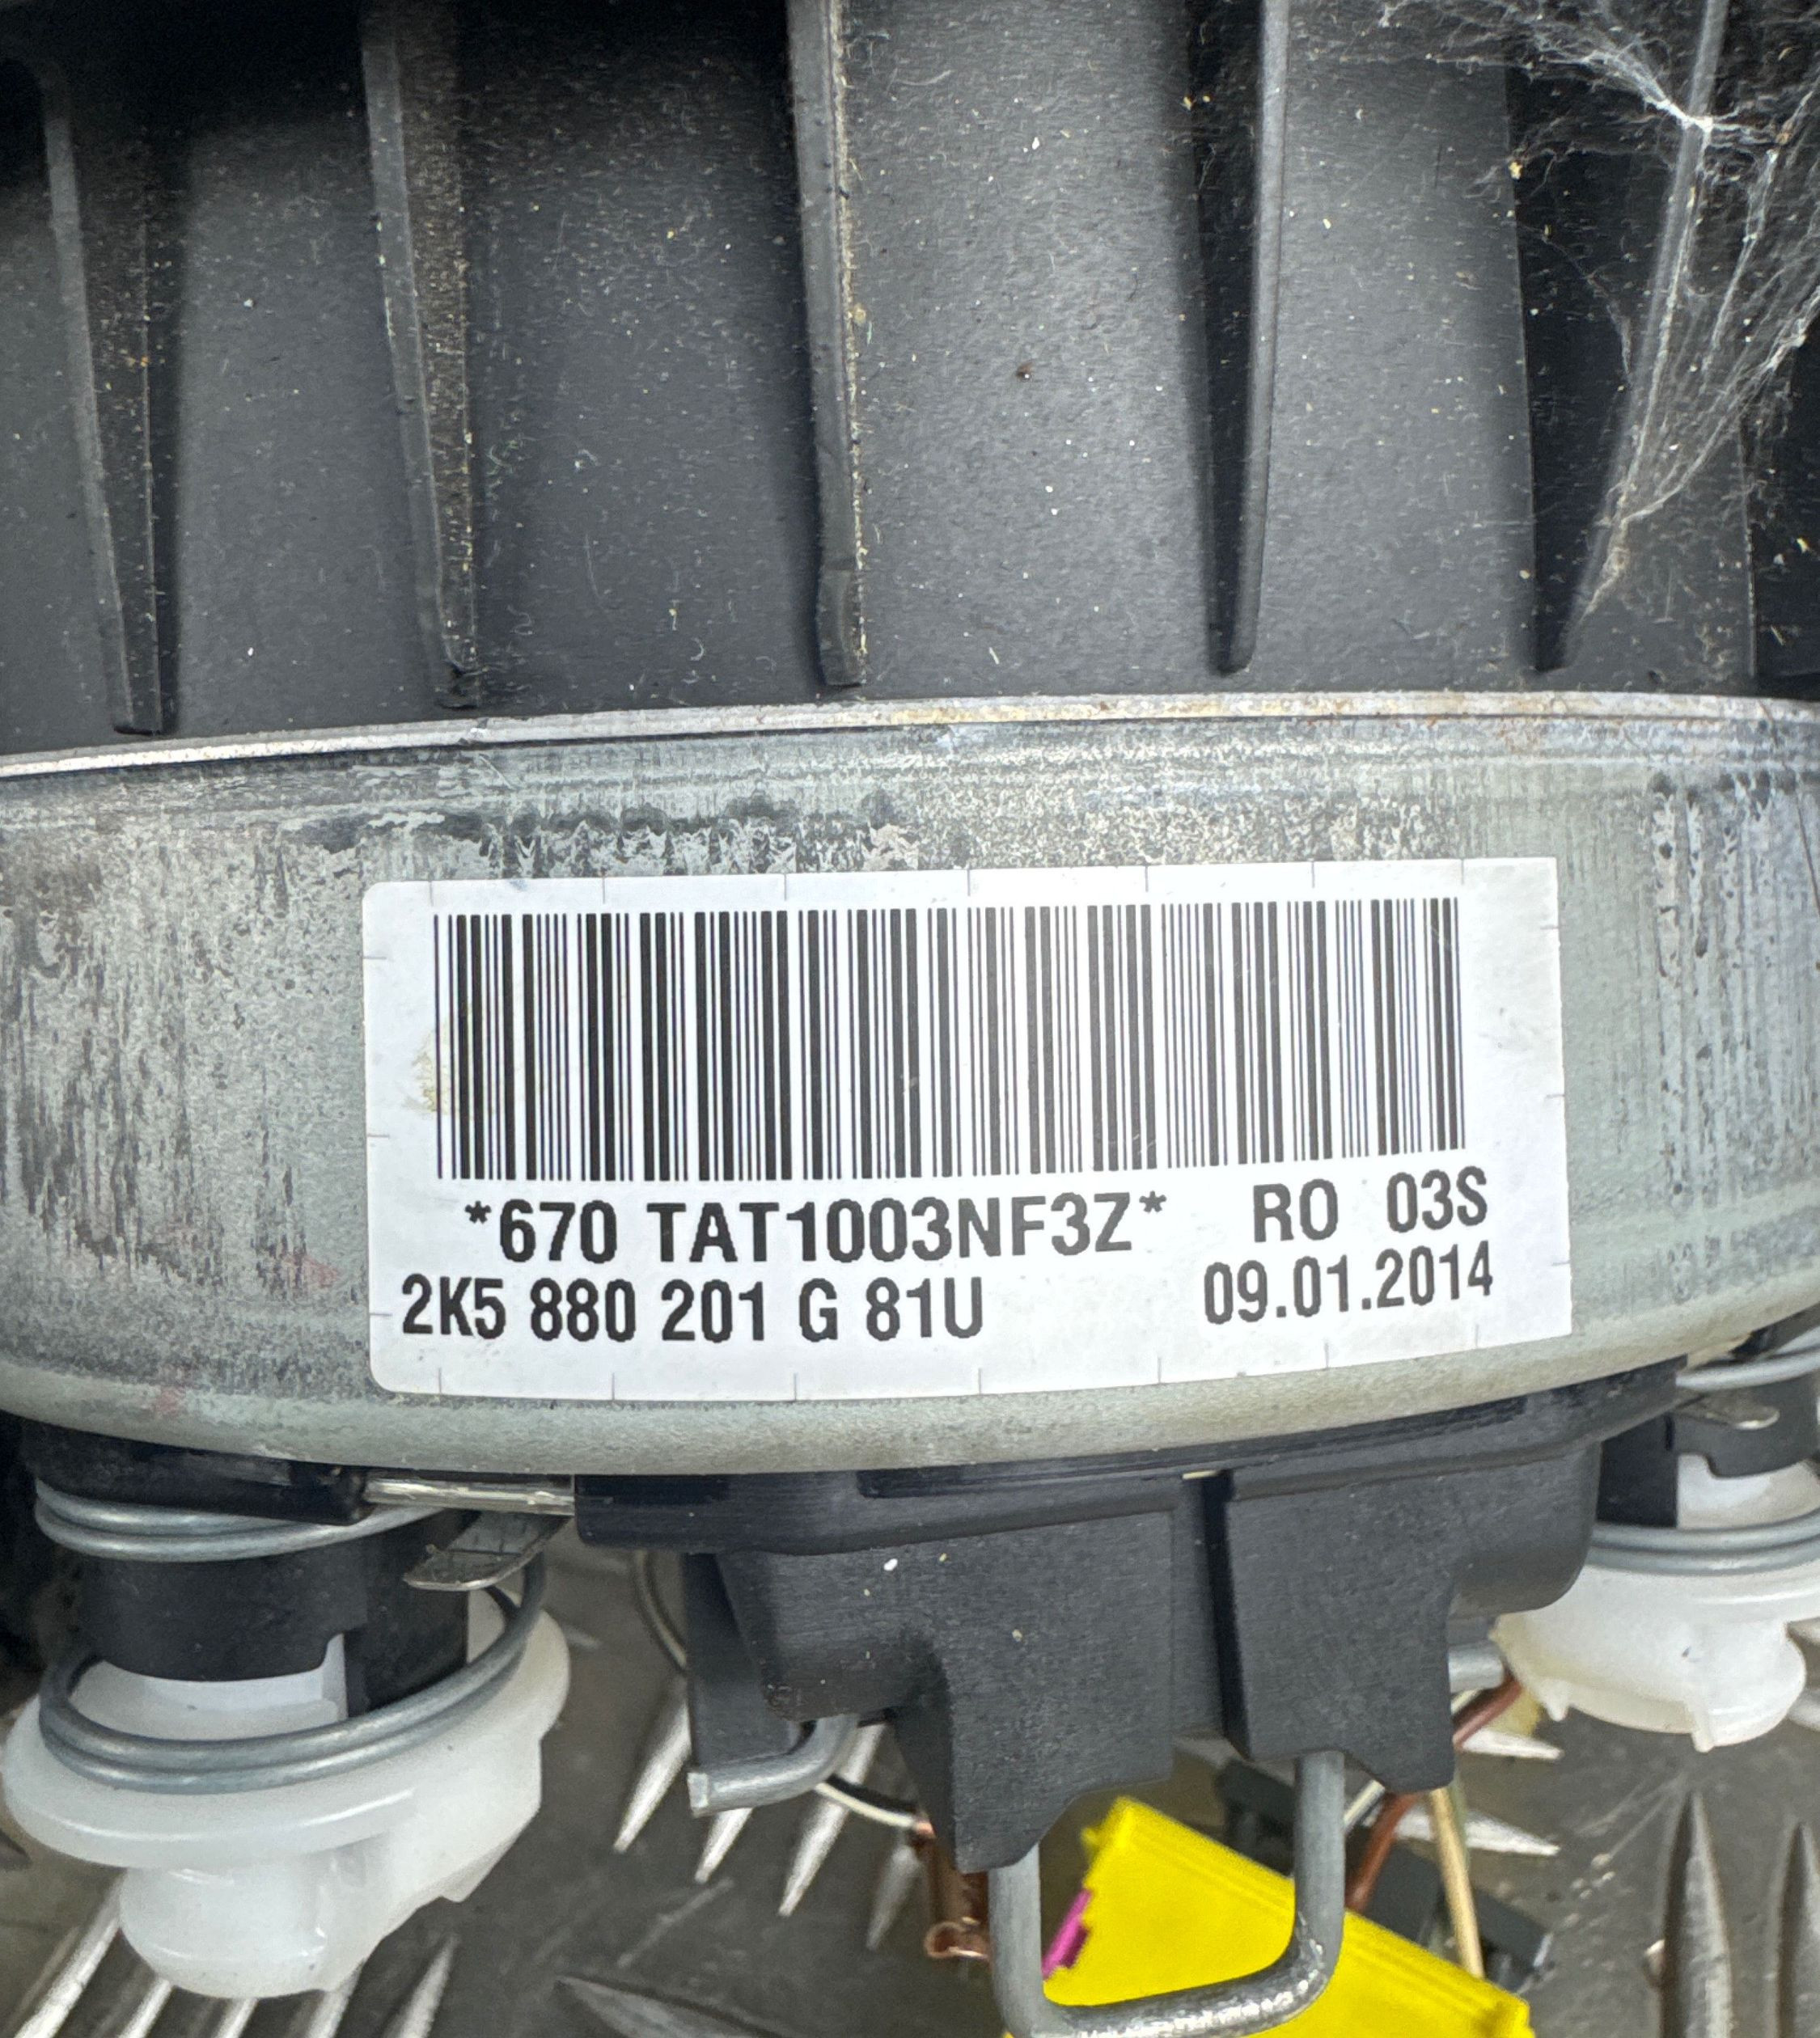 *670 TAT1003NF3Z* RO 03S
2K5 880 201 G 81U 09.01.2014